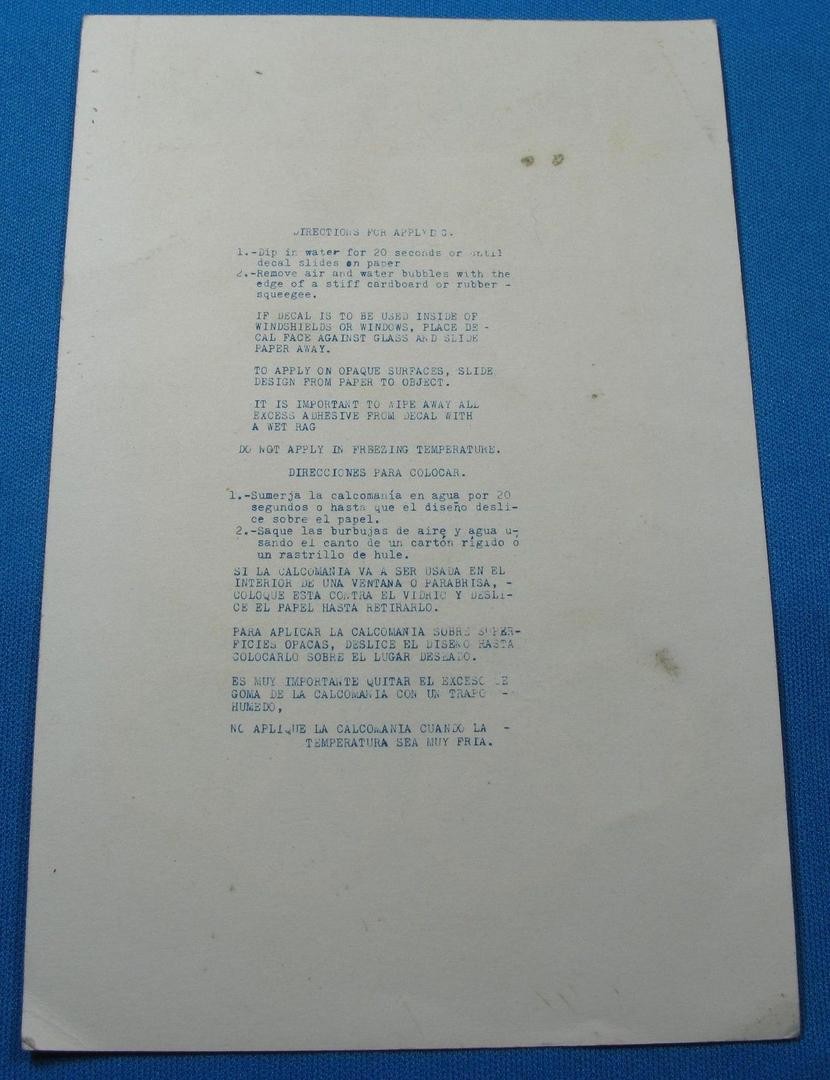 DIRECTIONS FOR APPLYING.
1.-Dip in water for 20 seconds or until
decal slides on paper
2.-Remove air and water bubbles with the
edge of a stiff cardboard or rubber -
squeegee.
IF DECAL IS TO BE USED INSIDE OF
WINDSHIELDS OR WINDOWS, PLACE DE -
CAL FACE AGAINST GLASS AND SLIDE
PAPER AWAY.
TO APPLY ON OPAQUE SURFACES, SLIDE
DESIGN FROM PAPER TO OBJECT.
IT IS IMPORTANT TO WIPE AWAY ALL
EXCESS ADHESIVE FROM DECAL WITH
A WET RAG
DO NOT APPLY IN FREEZING TEMPERATURE.
DIRECCIONES PARA COLOCAR.
1.-Sumerja la calcomanía en agua por 20
segundos o hasta que el diseño desli-
ce sobre el papel.
2.-Saque las burbujas de aire y agua u-
sando el canto de un cartón rígido o
un rastrillo de hule.
SI LA CALCOMANIA VA A SER USADA EN EL
INTERIOR DE UNA VENTANA O PARABRISA, -
COLOQUE ESTA CONTRA EL VIDRIO Y DESLI-
CE EL PAPEL HASTA RETIRARLO.
PARA APLICAR LA CALCOMANIA SOBRE SUPER-
FICIES OPACAS, DESLICE EL DISEÑO HASTA
COLOCARLO SOBRE EL LUGAR DESEADO.
ES MUY IMPORTANTE QUITAR EL EXCESO DE
GOMA DE LA CALCOMANIA CON UN TRAPO -
HUMEDO,
NO APLIQUE LA CALCOMANIA CUANDO LA -
TEMPERATURA SEA MUY FRIA.